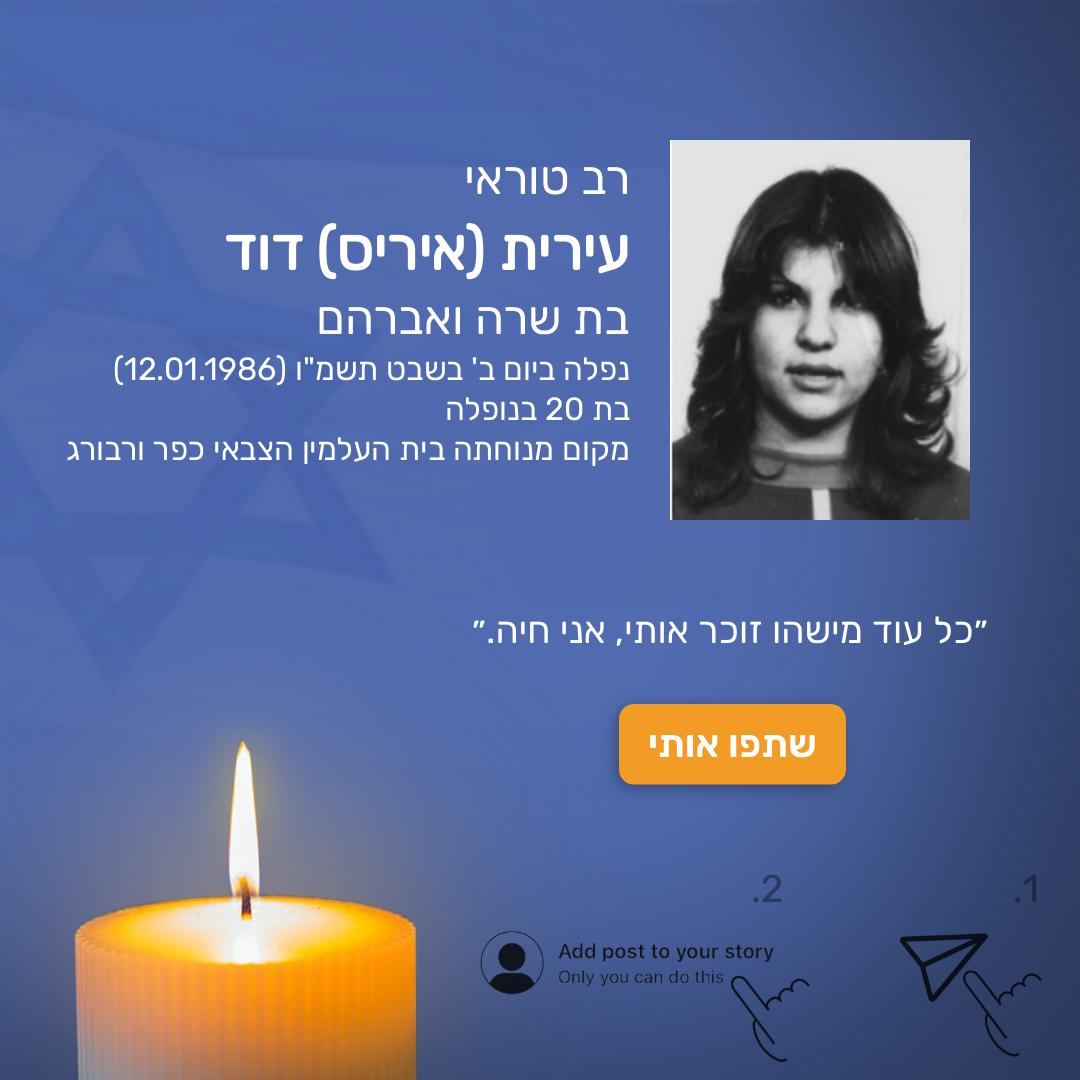 רב טוראי
עירית (איריס) דוד
בת שרה ואברהם
נפלה ביום ב' בשבט תשמ"ו (12.01.1986)
בת 20 בנופלה
מקום מנוחתה בית העלמין הצבאי כפר ורבורג
״כל עוד מישהו זוכר אותי, אני חיה.״
שתפו אותי
1.
2.
Add post to your story
Only you can do this